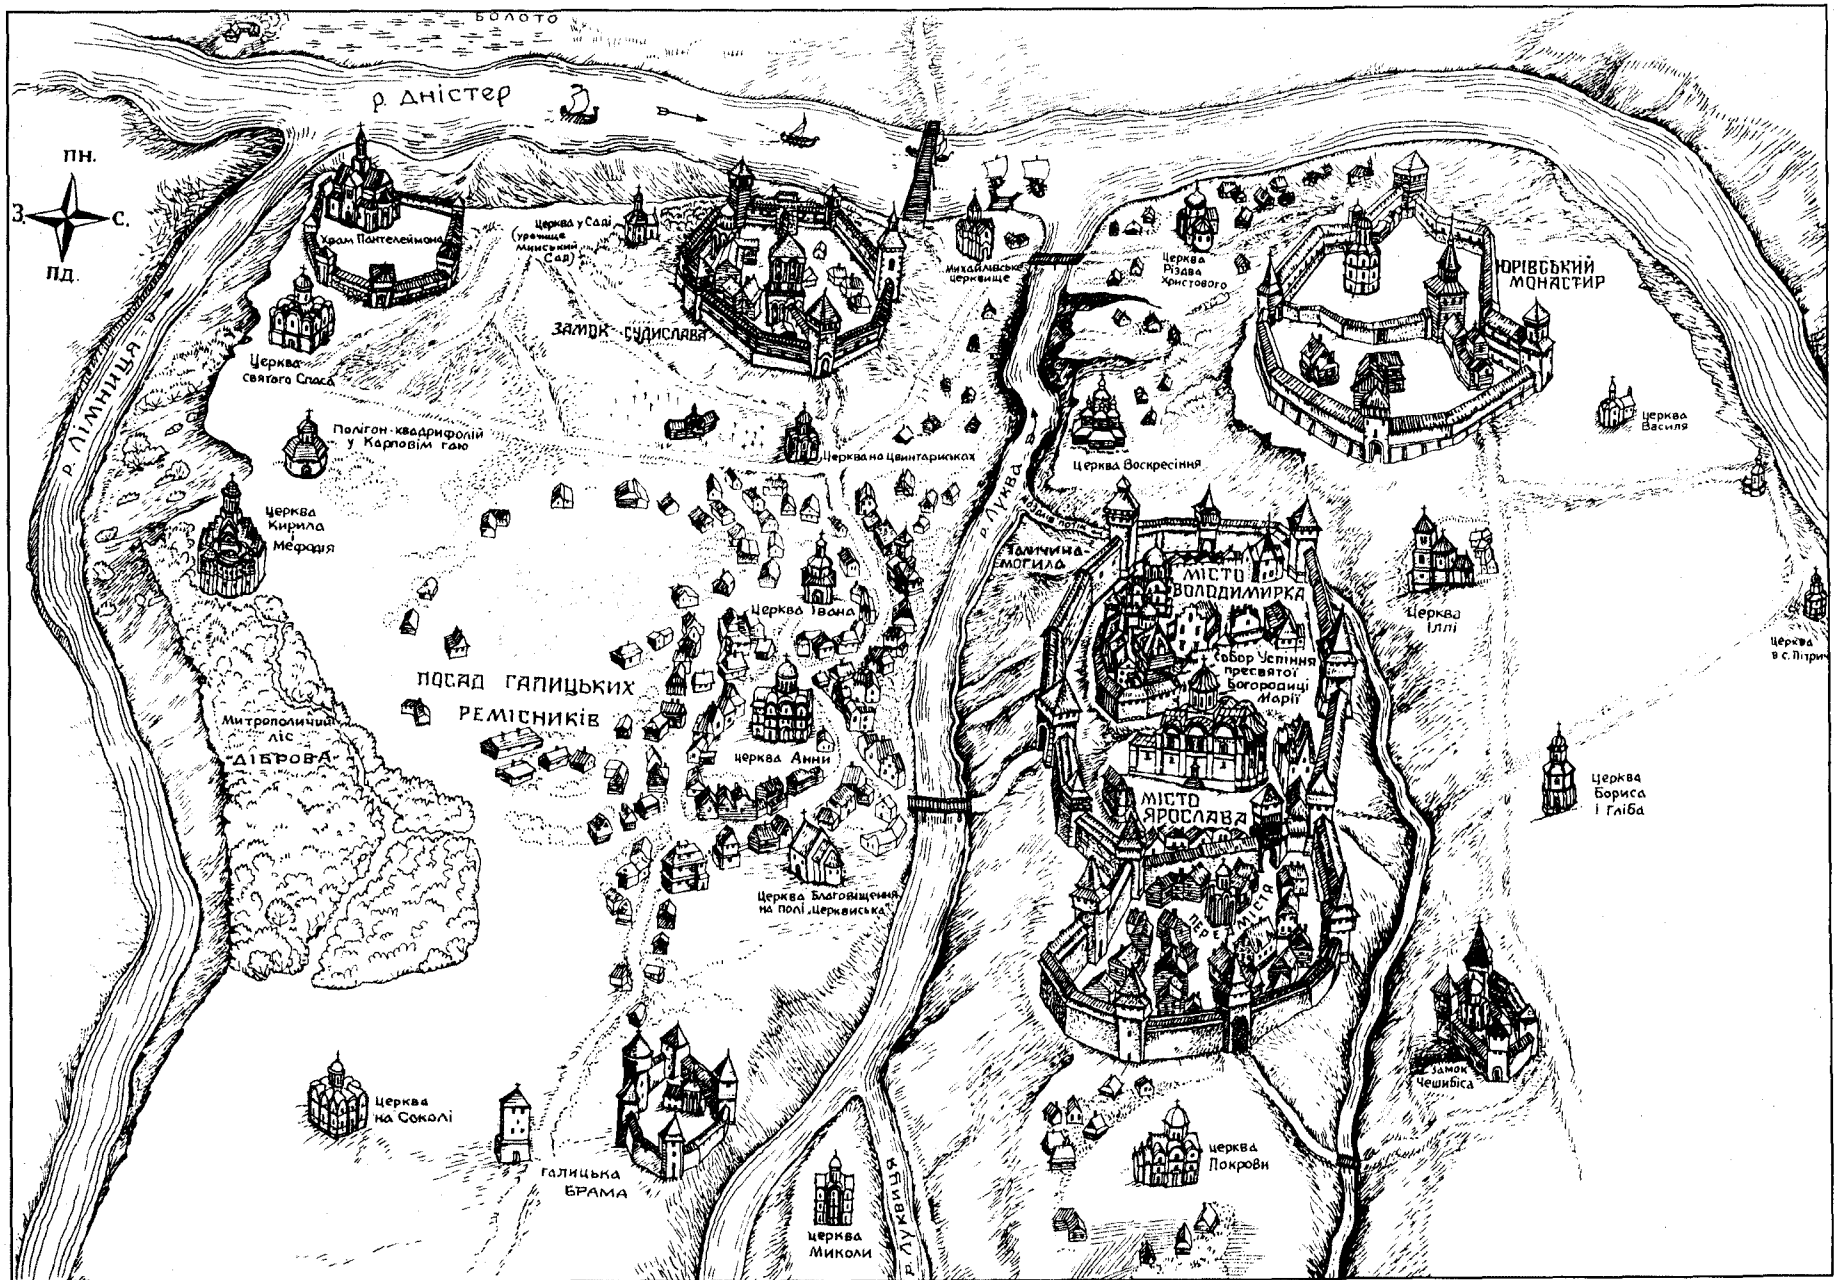 БОЛОТО
р. Дністер
ПН.
З.
С.
ПД.
Храм Пантелеймона
Церква у Саді
(урочище
Сад)
ЗАМОК СУДИСЛАВА
Михайлівське
церквище
Церква
Різдва
Христового
ЮРІВСЬКИЙ
МОНАСТИР
Церква
святого Спаса
р. Лімниця
Полігон-квадрифолій
у Карповім гаю
Церква на Цвинтарисках
Церква Воскресіння
церква
Василя
Церква
Кирила
і
Мефодія
р. Луква
ГАЛИЧИНА-
МОГИЛА
МІСТО
ВОЛОДИМИРКА
Церква
Іллі
Церква Івана
Собор Успіння
пресвятої
Богородиці
Марії
Церква
в с. Пітрич
ПОСАД ГАЛИЦЬКИХ
РЕМІСНИКІВ
Митрополичий
ліс
"ДІБРОВА"
церква Анни
МІСТО
ЯРОСЛАВА
Церква
Бориса
і Гліба
Церква Благовіщення
на полі „Церквиська"
ПЕРЕДМІСТЯ
Замок
Чешибіса
церква
на Соколі
ГАЛИЦЬКА
БРАМА
церква
Покрови
церква
Миколи
р. Луквиця